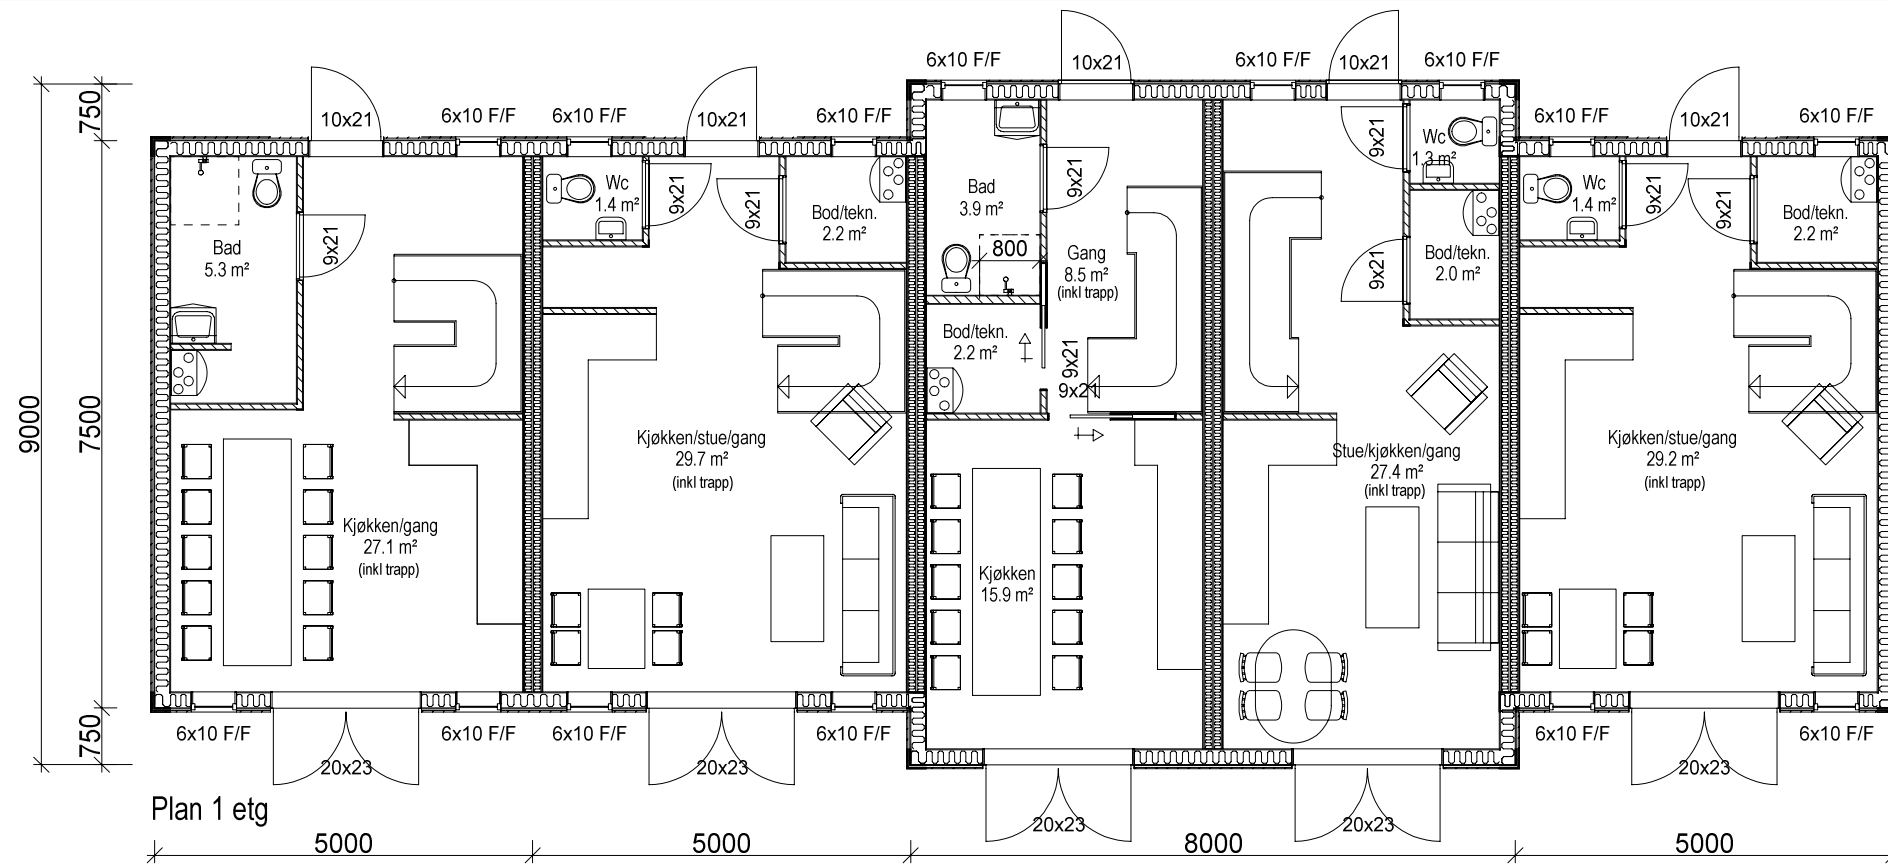 6x10 F/F
10x21
6x10 F/F
10x21
6x10 F/F
10x21
6x10 F/F
6x10 F/F
10x21
6x10 F/F
6x10 F/F
10x21
6x10 F/F
750
7500
750
9000
Bad
5.3 m²
9x21
Kjøkken/gang
27.1 m²
(inkl trapp)
Wc
1.4 m²
9x21
9x21
Bod/tekn.
2.2 m²
Kjøkken/stue/gang
29.7 m²
(inkl trapp)
Bad
3.9 m²
9x21
800
Gang
8.5 m²
(inkl trapp)
Bod/tekn.
2.2 m²
9x21
9x21
Kjøkken
15.9 m²
9x21
Wc
1.3 m²
9x21
Bod/tekn.
2.0 m²
Stue/kjøkken/gang
27.4 m²
(inkl trapp)
Wc
1.4 m²
9x21
9x21
Bod/tekn.
2.2 m²
Kjøkken/stue/gang
29.2 m²
(inkl trapp)
6x10 F/F
20x23
6x10 F/F
6x10 F/F
20x23
6x10 F/F
20x23
20x23
6x10 F/F
20x23
6x10 F/F
Plan 1 etg
5000
5000
8000
5000